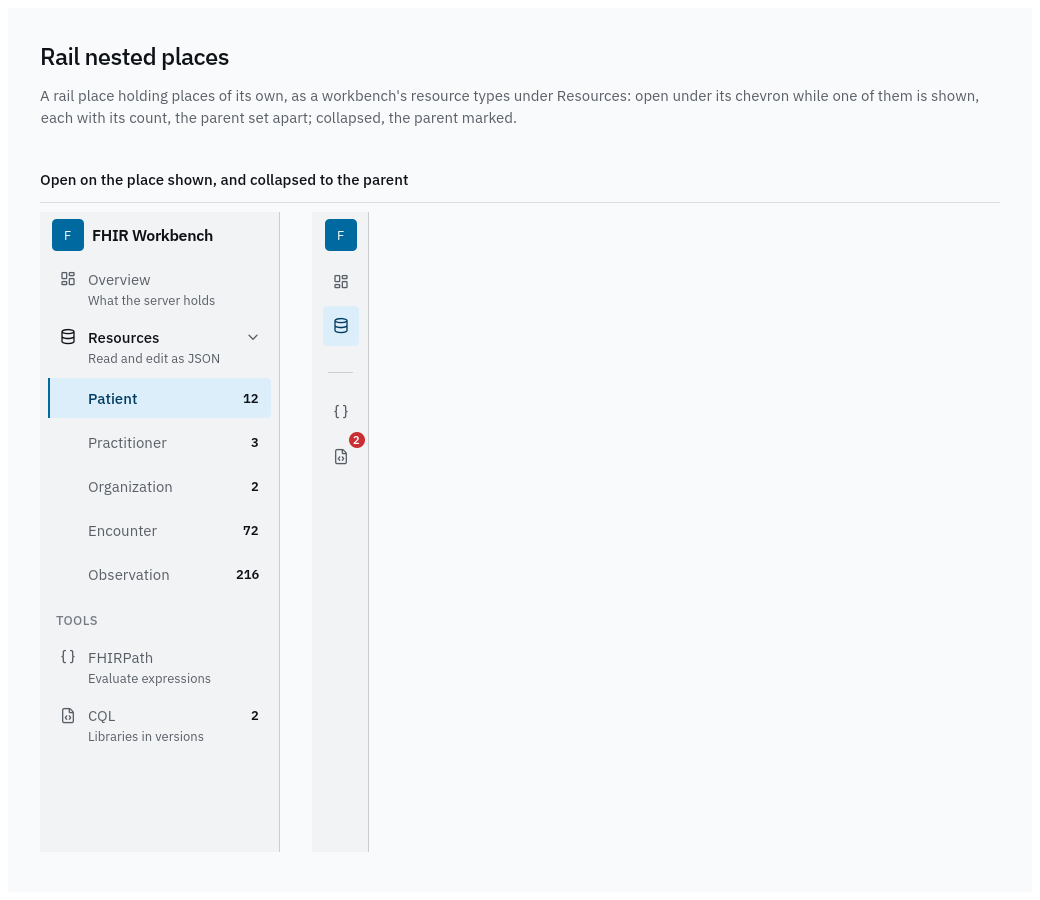 Rail nested places
A rail place holding places of its own, as a workbench's resource types under Resources: open under its chevron while one of them is shown,
each with its count, the parent set apart; collapsed, the parent marked.
Open on the place shown, and collapsed to the parent
F FHIR Workbench
Overview
What the server holds
Resources
Read and edit as JSON
Patient 12
Practitioner 3
Organization 2
Encounter 72
Observation 216
TOOLS
FHIRPath
Evaluate expressions
CQL 2
Libraries in versions
F
2